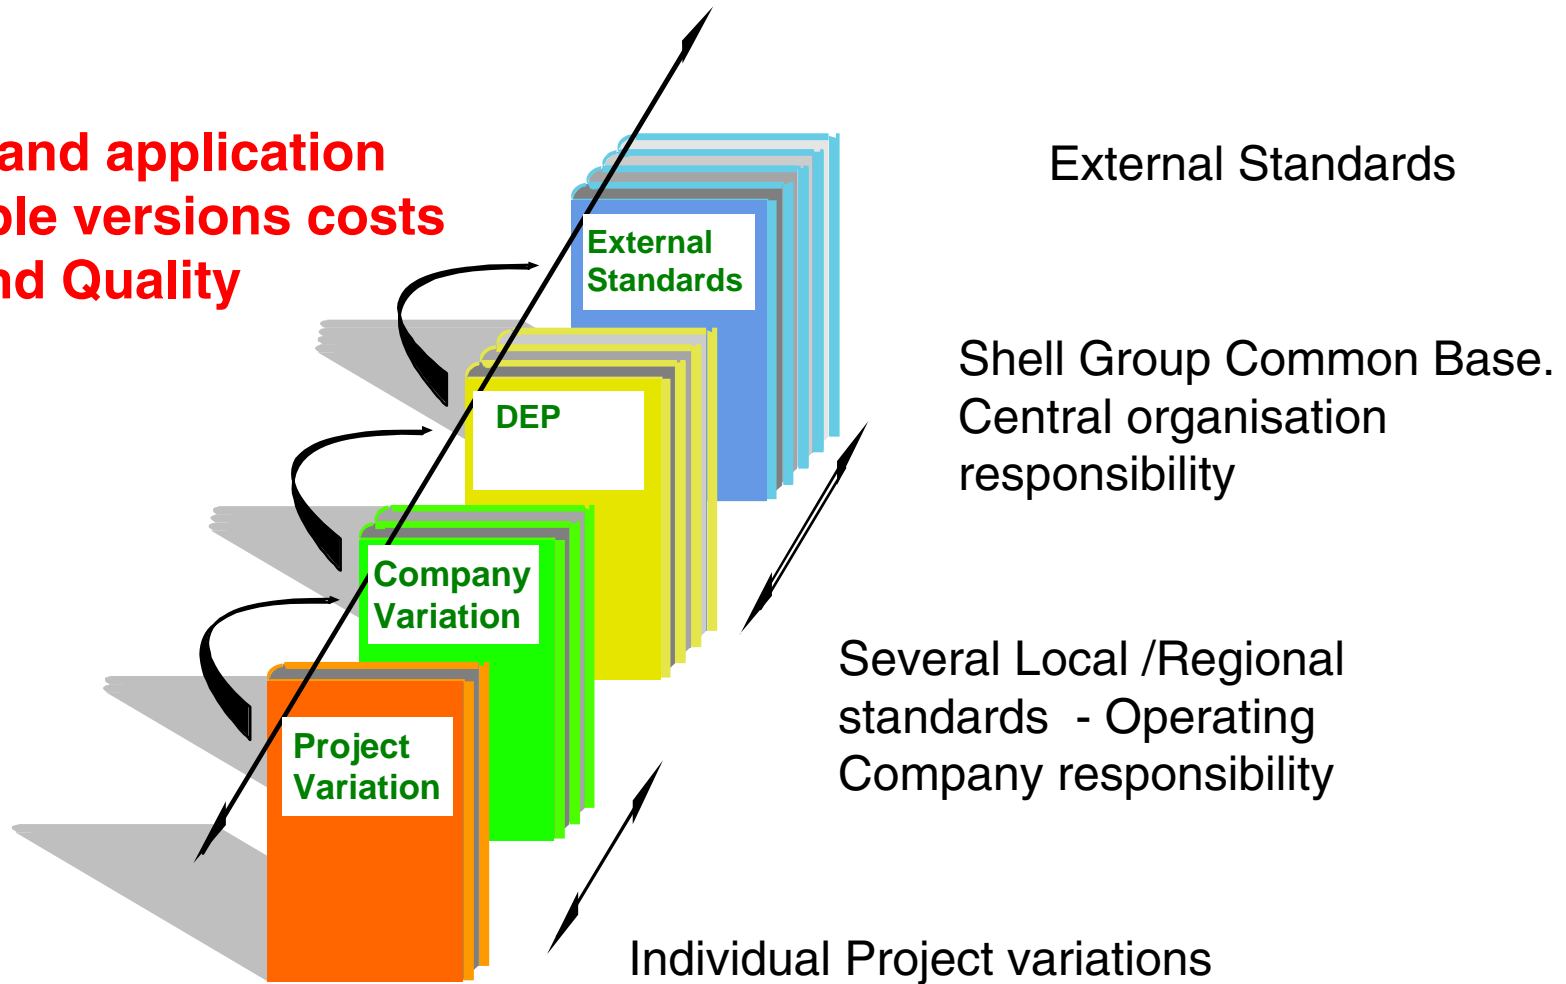 and application
ble versions costs
nd Quality
External Standards
External
Standards
Shell Group Common Base.
Central organisation
responsibility
DEP
Company
Variation
Several Local /Regional
standards  - Operating
Company responsibility
Project
Variation
Individual Project variations